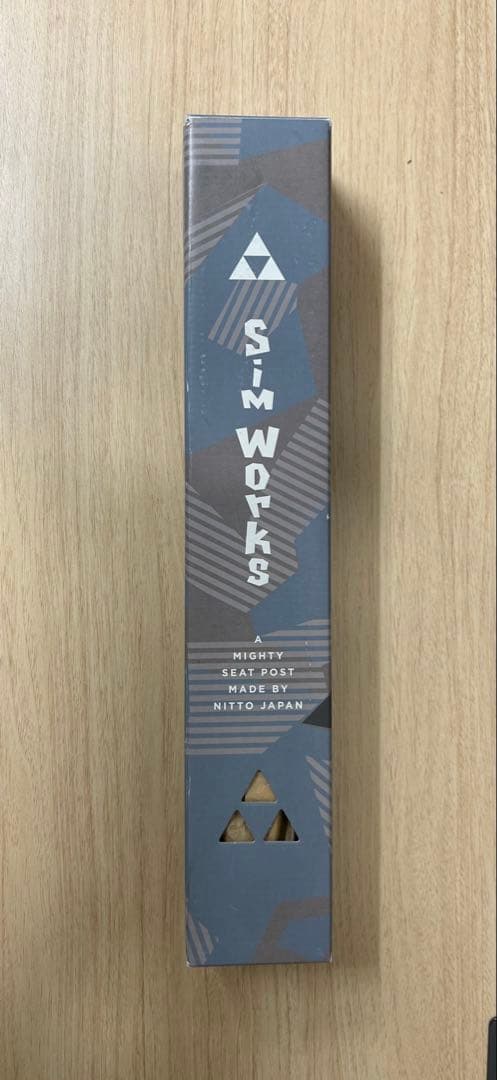 Sim Works
A
MIGHTY
SEAT POST
MADE BY
NITTO JAPAN